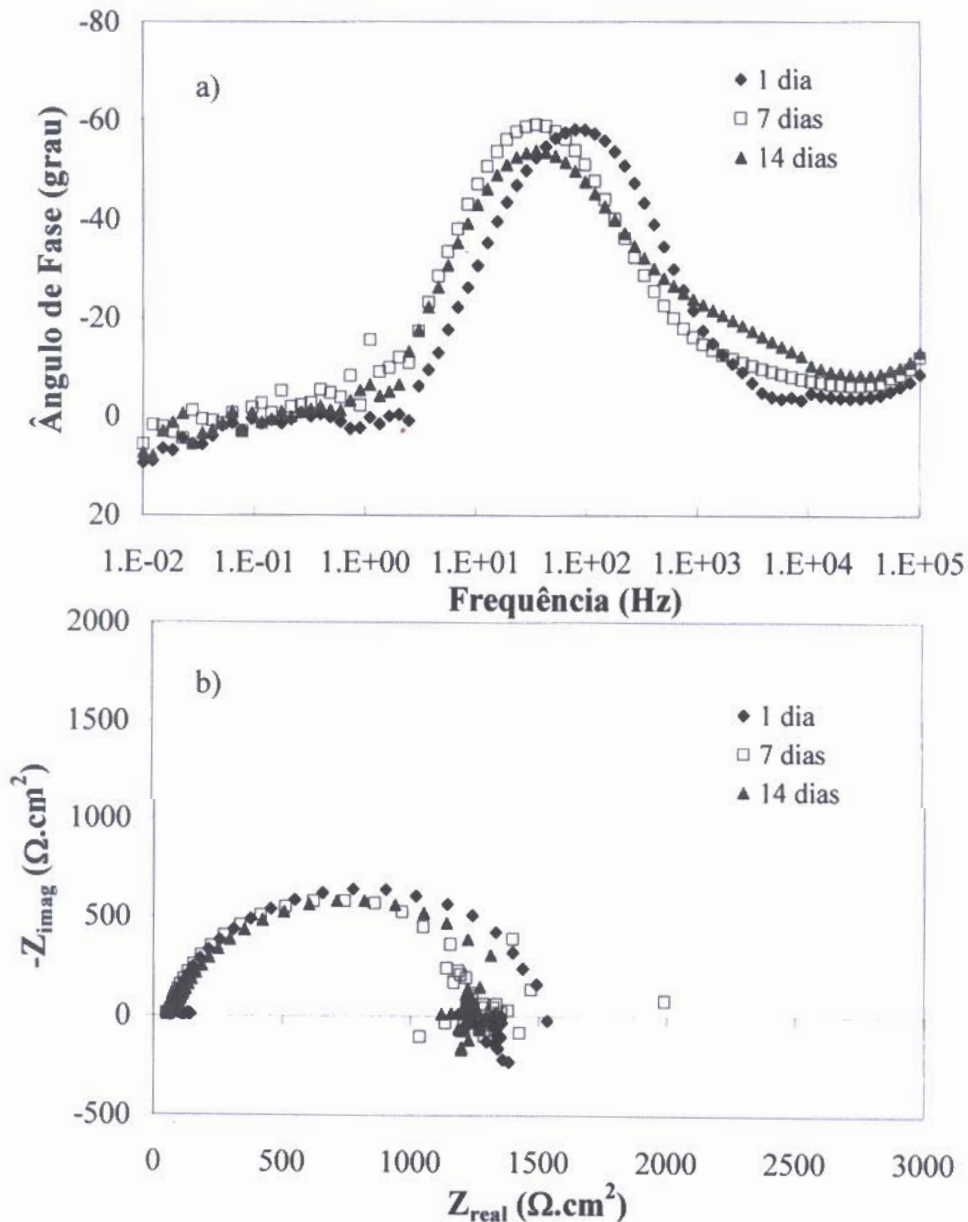 -80
a)
◆ 1 dia
□ 7 dias
▲ 14 dias
-60
-40
-20
0
20
Ângulo de Fase (grau)
1.E-02 1.E-01 1.E+00 1.E+01 1.E+02 1.E+03 1.E+04 1.E+05
Frequência (Hz)
2000
b)
◆ 1 dia
□ 7 dias
▲ 14 dias
1500
1000
500
0
-500
-Zimag (Ω.cm²)
0 500 1000 1500 2000 2500 3000
Zreal (Ω.cm²)